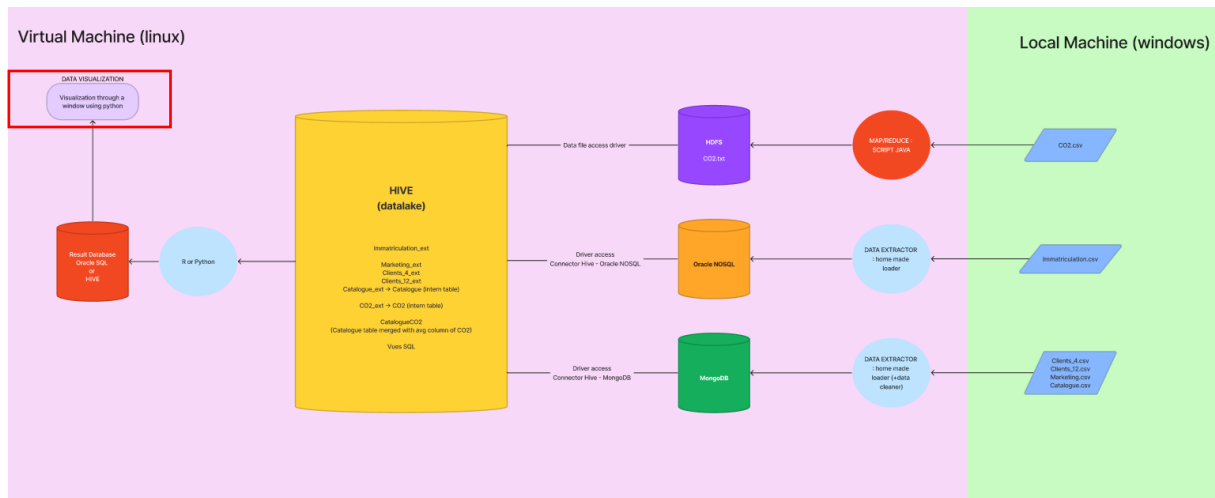 Virtual Machine (linux)
Local Machine (windows)
DATA VISUALIZATION
Visualization through a
window using python
Result Database
Oracle SQL
or
HIVE
R or Python
HIVE
(datalake)
Immatriculation_ext
Marketing_ext
Clients_4_ext
Clients_12_ext
Catalogue_ext → Catalogue (intern table)
CO2_ext → CO2 (intern table)
CatalogueCO2
(Catalogue table merged with avg column of CO2)
Vues SQL
Data file access driver
HDFS
CO2.txt
MAP/REDUCE :
SCRIPT JAVA
CO2.csv
Driver access
Connector Hive - Oracle NOSQL
Oracle NOSQL
DATA EXTRACTOR
: home made
loader
Immatriculation.csv
Driver access
Connector Hive - MongoDB
MongoDB
DATA EXTRACTOR
: home made
loader (+data
cleaner)
Clients_4.csv
Clients_12.csv
Marketing.csv
Catalogue.csv